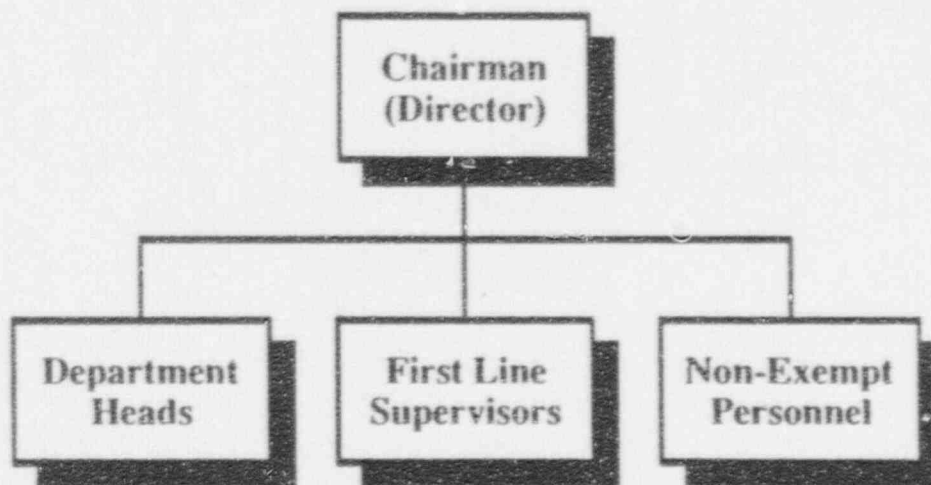 Chairman
(Director)
Department
Heads
First Line
Supervisors
Non-Exempt
Personnel